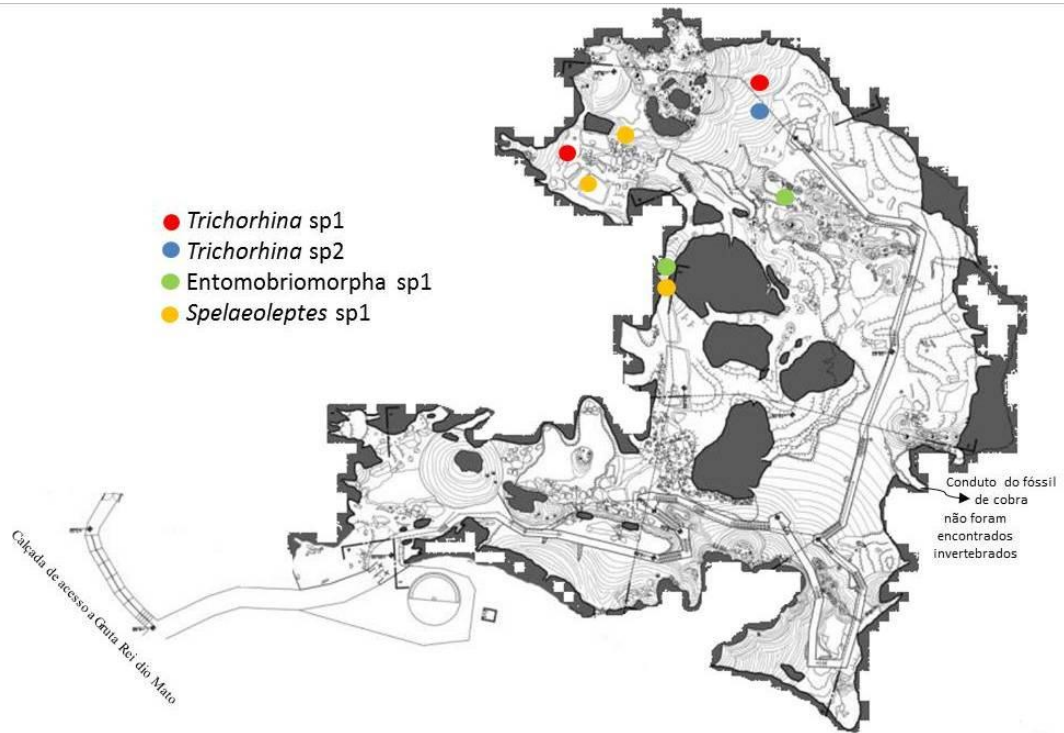 Trichorhina sp1
Trichorhina sp2
Entomobriomorpha sp1
Spelaeoleptes sp1
Conduto do fóssil
de cobra
não foram
encontrados
invertebrados
Calçada de acesso a Gruta Rei dio Mato